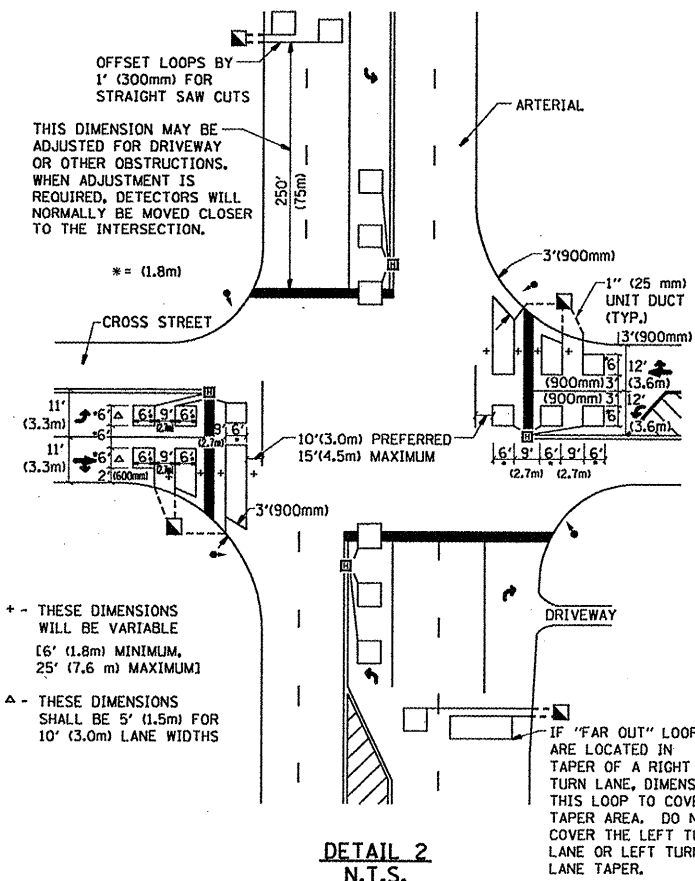 OFFSET LOOPS BY
1' (300mm) FOR
STRAIGHT SAW CUTS
THIS DIMENSION MAY BE
ADJUSTED FOR DRIVEWAY
OR OTHER OBSTRUCTIONS.
WHEN ADJUSTMENT IS
REQUIRED, DETECTORS WILL
NORMALLY BE MOVED CLOSER
TO THE INTERSECTION.
250'
(75m)
ARTERIAL
* = (1.8m)
3'(900mm)
1" (25 mm)
UNIT DUCT
(TYP.)
CROSS STREET
3'(900mm)
11'
(3.3m)
*6'
△
6'
9'
6'
(2.7m)
*6'
11'
(3.3m)
*6'
△
6'
9'
6'
(2.7m)
2'
(600mm)
9'
(2.7m)
6'
*
H
+
+
+
+
+
+
(900mm) 3'
(900mm) 3'
6'
12'
(3.6m)
6'
12'
(3.6m)
H
6'
9'
6'
9'
6'
*
*
*
(2.7m)
(2.7m)
10'(3.0m) PREFERRED
15'(4.5m) MAXIMUM
3'(900mm)
H
H
+ - THESE DIMENSIONS
WILL BE VARIABLE
[6' (1.8m) MINIMUM,
25' (7.6 m) MAXIMUM]
△ - THESE DIMENSIONS
SHALL BE 5' (1.5m) FOR
10' (3.0m) LANE WIDTHS
DRIVEWAY
IF "FAR OUT" LOOP
ARE LOCATED IN
TAPER OF A RIGHT
TURN LANE, DIMENS
THIS LOOP TO COVE
TAPER AREA. DO N
COVER THE LEFT TU
LANE OR LEFT TURN
LANE TAPER.
DETAIL 2
N.T.S.